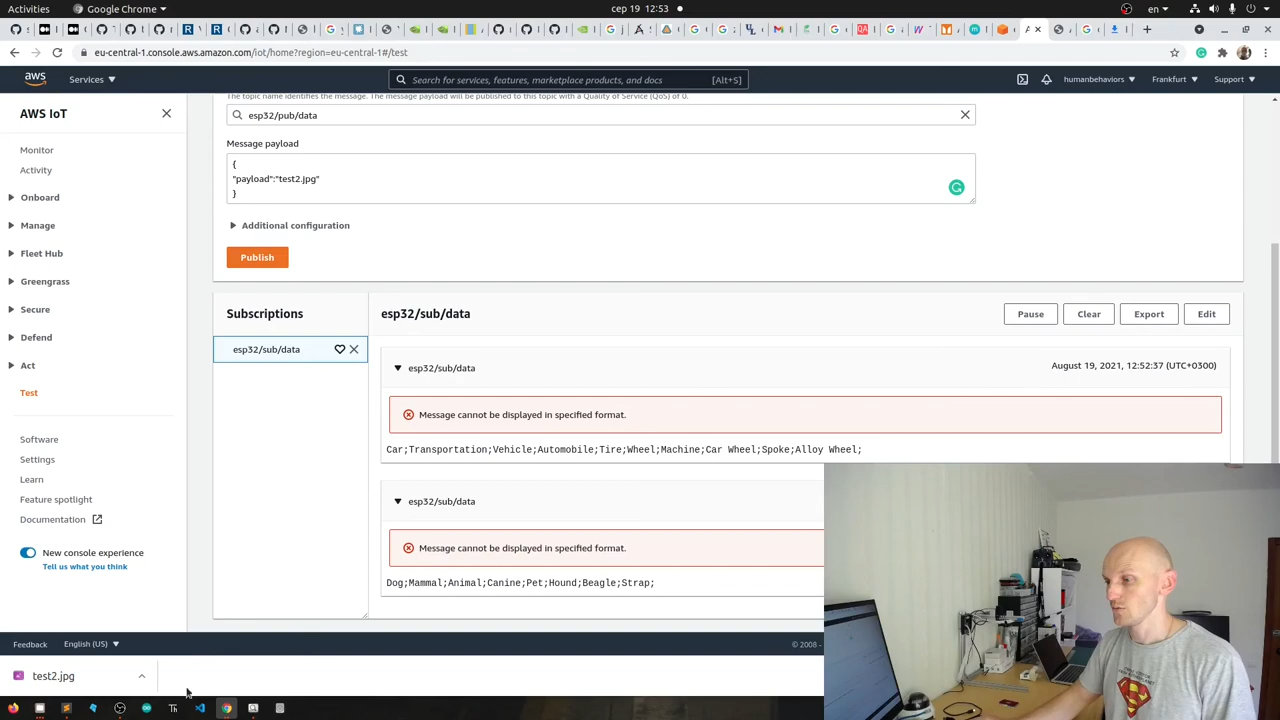 Activities
Google Chrome
сер 19 12:53
en
eu-central-1.console.aws.amazon.com/iot/home?region=eu-central-1#/test
aws
Services
Search for services, features, marketplace products, and docs
[Alt+S]
humanbehaviors
Frankfurt
Support
AWS IoT
Monitor
Activity
Onboard
Manage
Fleet Hub
Greengrass
Secure
Defend
Act
Test
Software
Settings
Learn
Feature spotlight
Documentation
New console experience
Tell us what you think
The topic name identifies the message. The message payload will be published to this topic with a Quality of Service (QoS) of 0.
esp32/pub/data
Message payload
{
"payload":"test2.jpg"
}
Additional configuration
Publish
Subscriptions
esp32/sub/data
esp32/sub/data
Pause
Clear
Export
Edit
esp32/sub/data
August 19, 2021, 12:52:37 (UTC+0300)
Message cannot be displayed in specified format.
Car;Transportation;Vehicle;Automobile;Tire;Wheel;Machine;Car Wheel;Spoke;Alloy Wheel;
esp32/sub/data
Message cannot be displayed in specified format.
Dog;Mammal;Animal;Canine;Pet;Hound;Beagle;Strap;
Feedback
English (US)
© 2008 -
test2.jpg